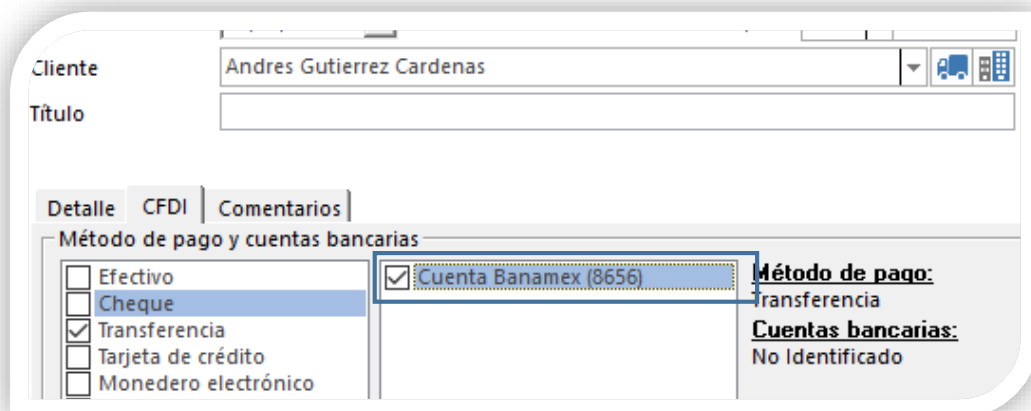 Cliente Andres Gutierrez Cardenas
Título
Detalle CFDI Comentarios
Método de pago y cuentas bancarias
Efectivo Cuenta Banamex (8656) Método de pago:
Cheque Transferencia
Transferencia Cuentas bancarias:
Tarjeta de crédito No Identificado
Monedero electrónico